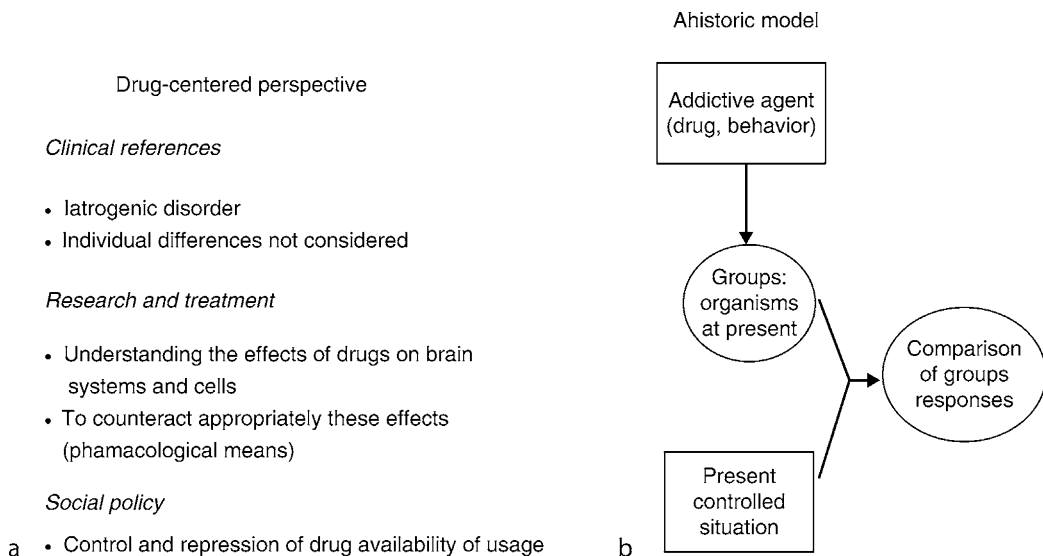 Drug-centered perspective
Clinical references
• Iatrogenic disorder
• Individual differences not considered
Research and treatment
• Understanding the effects of drugs on brain
systems and cells
• To counteract appropriately these effects
(phamacological means)
Social policy
a • Control and repression of drug availability of usage
Ahistoric model
Addictive agent
(drug, behavior)
Groups:
organisms
at present
Comparison
of groups
responses
Present
controlled
situation
b